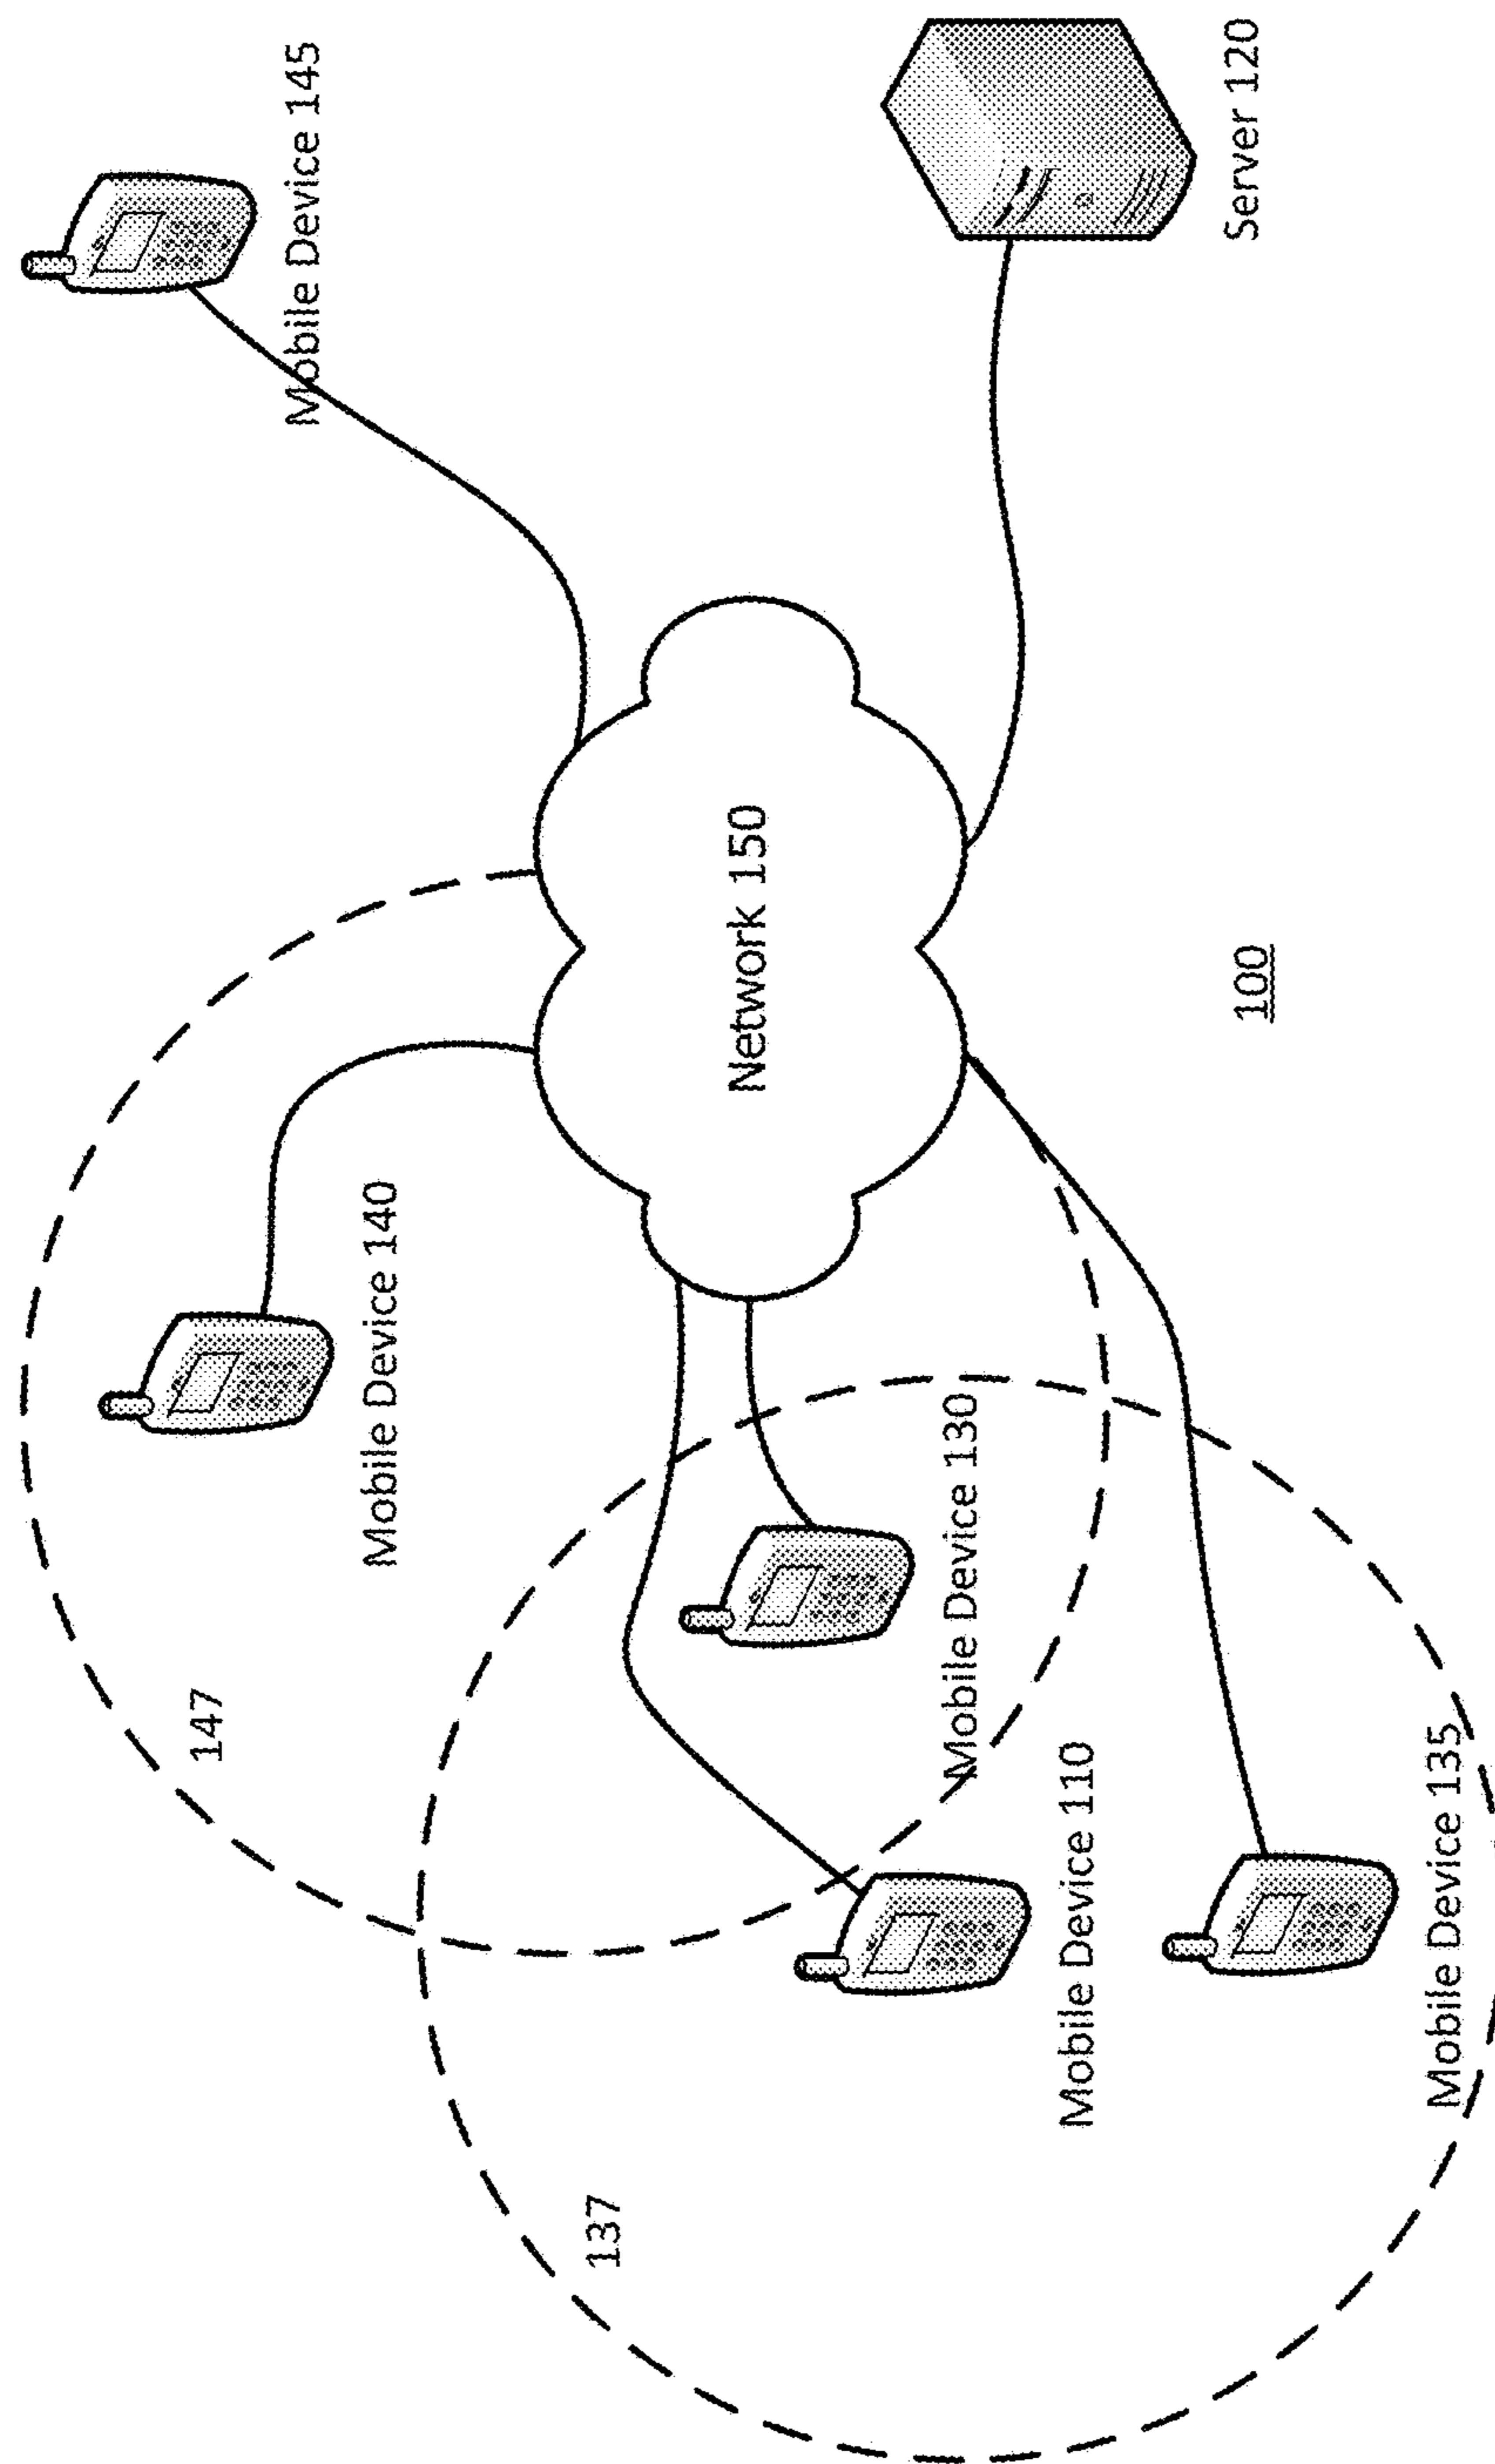 147
Mobile Device 145
Mobile Device 140
137
Network 150
Mobile Device 130
Mobile Device 110
Server 120
100
Mobile Device 135